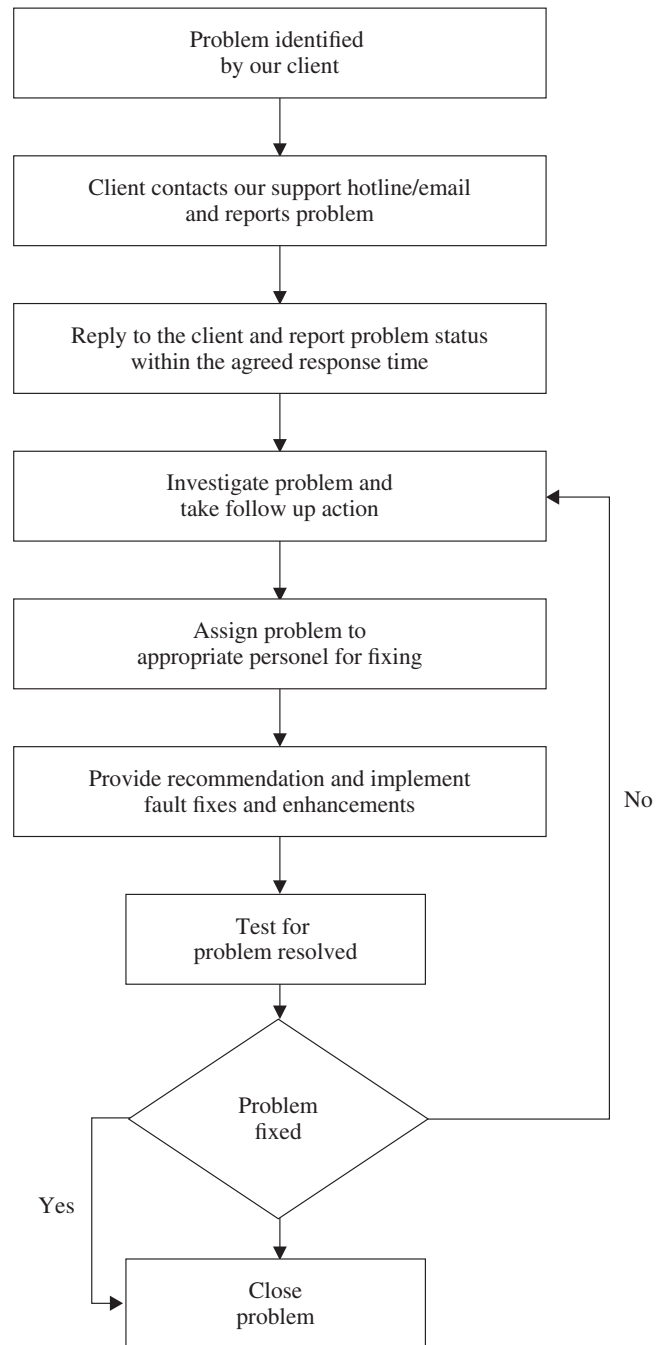 Problem identified
by our client
Client contacts our support hotline/email
and reports problem
Reply to the client and report problem status
within the agreed response time
Investigate problem and
take follow up action
Assign problem to
appropriate personel for fixing
Provide recommendation and implement
fault fixes and enhancements
No
Test for
problem resolved
Problem
fixed
Yes
Close
problem